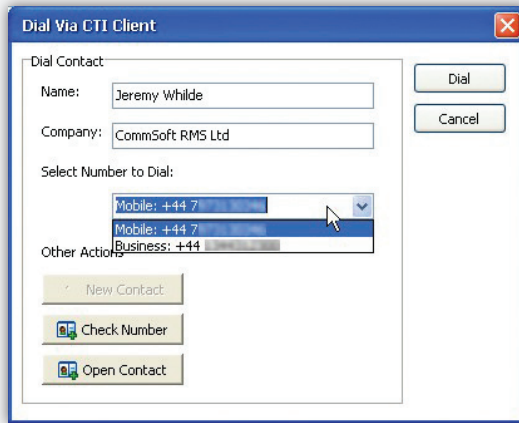 Dial Via CTI Client
Dial Contact
Name: Jeremy Whilde
Company: CommSoft RMS Ltd
Select Number to Dial:
Mobile: +44 7
Mobile: +44 7
Business: +44
Other Actions
New Contact
Check Number
Open Contact
Dial
Cancel